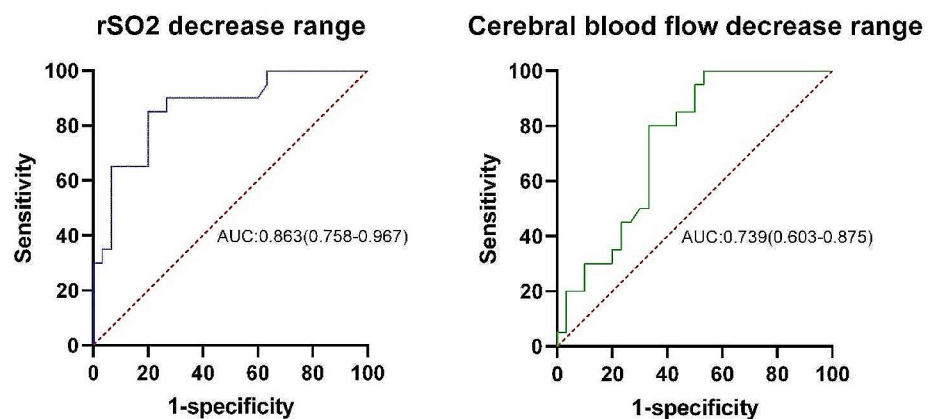 rSO2 decrease range
100
80
60
40
20
0
Sensitivity
AUC:0.863(0.758-0.967)
0 20 40 60 80 100
1-specificity
Cerebral blood flow decrease range
100
80
60
40
20
0
Sensitivity
AUC:0.739(0.603-0.875)
0 20 40 60 80 100
1-specificity